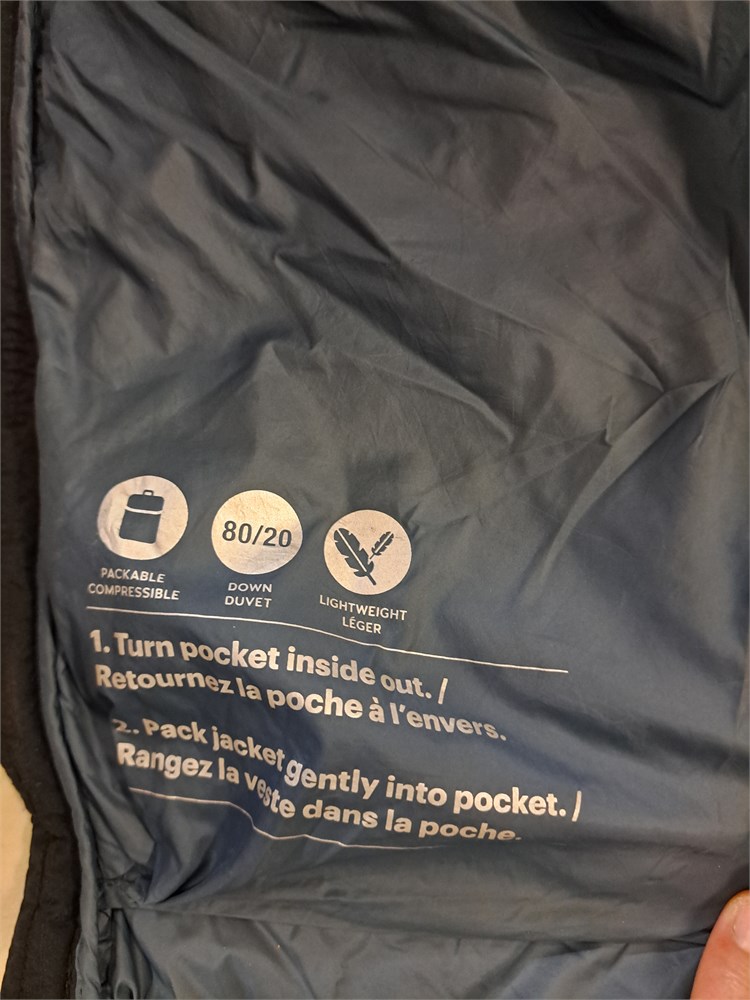 80/20
PACKABLE
COMPRESSIBLE
DOWN
DUVET
LIGHTWEIGHT
LÉGER
1. Turn pocket inside out. /
Retournez la poche à l'envers.
2. Pack jacket gently into pocket. /
Rangez la veste dans la poche.